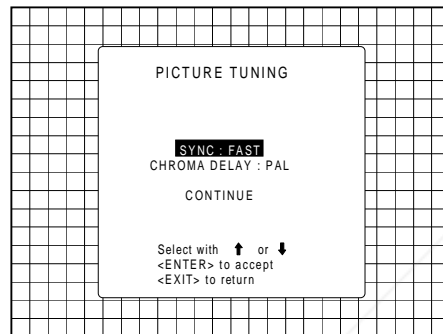 PICTURE TUNING
SYNC : FAST
CHROMA DELAY : PAL
CONTINUE
Select with ⬆ or ⬇
<ENTER> to accept
<EXIT> to return